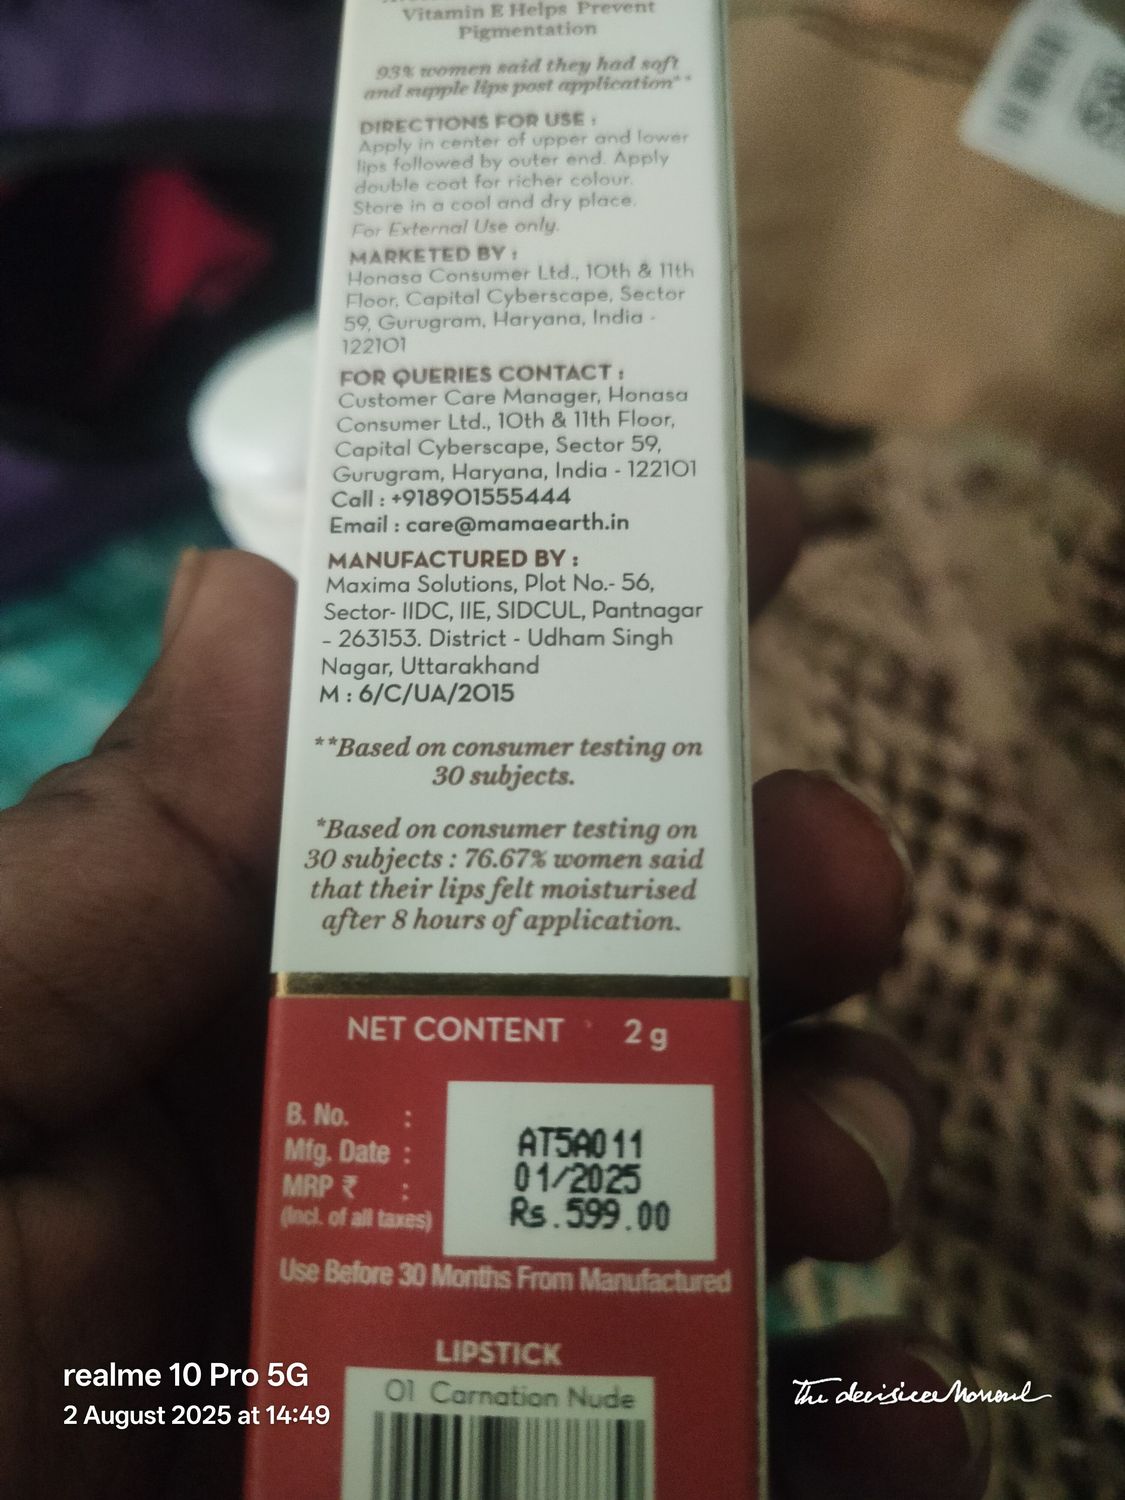 Vitamin E Helps Prevent
Pigmentation
93% women said they had soft
and supple lips post application**
DIRECTIONS FOR USE :
Apply in center of upper and lower
lips followed by outer end. Apply
double coat for richer colour.
Store in a cool and dry place.
For External Use only.
MARKETED BY :
Honasa Consumer Ltd., 10th & 11th
Floor, Capital Cyberscape, Sector
59, Gurugram, Haryana, India -
122101
FOR QUERIES CONTACT :
Customer Care Manager, Honasa
Consumer Ltd., 10th & 11th Floor,
Capital Cyberscape, Sector 59,
Gurugram, Haryana, India - 122101
Call : +918901555444
Email : care@mamaearth.in
MANUFACTURED BY :
Maxima Solutions, Plot No.- 56,
Sector- IIDC, IIE, SIDCUL, Pantnagar
- 263153. District - Udham Singh
Nagar, Uttarakhand
M : 6/C/UA/2015
**Based on consumer testing on
30 subjects.
*Based on consumer testing on
30 subjects : 76.67% women said
that their lips felt moisturised
after 8 hours of application.
NET CONTENT 2 g
B. No. : AT5A011
Mfg. Date : 01/2025
MRP ₹ : Rs.599.00
(Incl. of all taxes)
Use Before 30 Months From Manufactured
LIPSTICK
01 Carnation Nude
realme 10 Pro 5G
2 August 2025 at 14:49
The